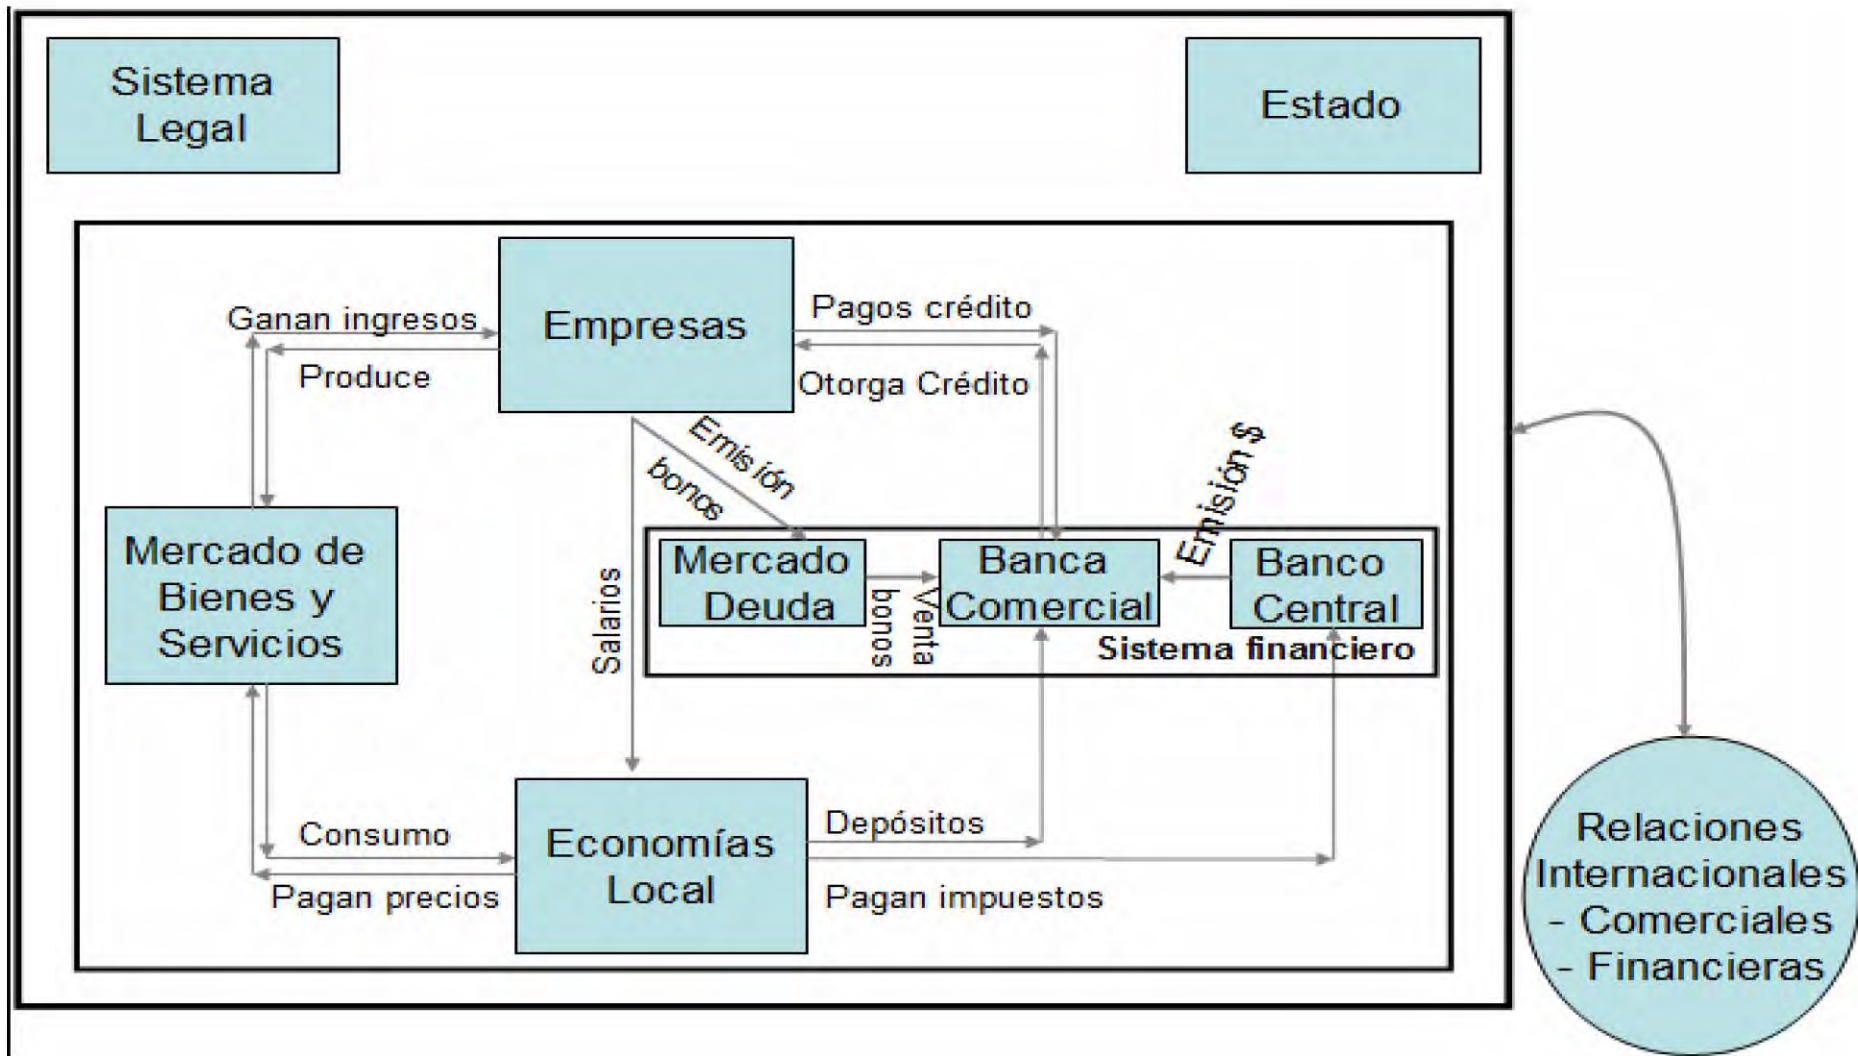 Sistema
Legal
Estado
Empresas
Ganan ingresos
Produce
Pagos crédito
Otorga Crédito
Emisión
bonos
Emisión $
Mercado de
Bienes y
Servicios
Salarios
Mercado
Deuda
Venta
bonos
Banca
Comercial
Banco
Central
Sistema financiero
Consumo
Pagan precios
Economías
Local
Depósitos
Pagan impuestos
Relaciones
Internacionales
- Comerciales
- Financieras